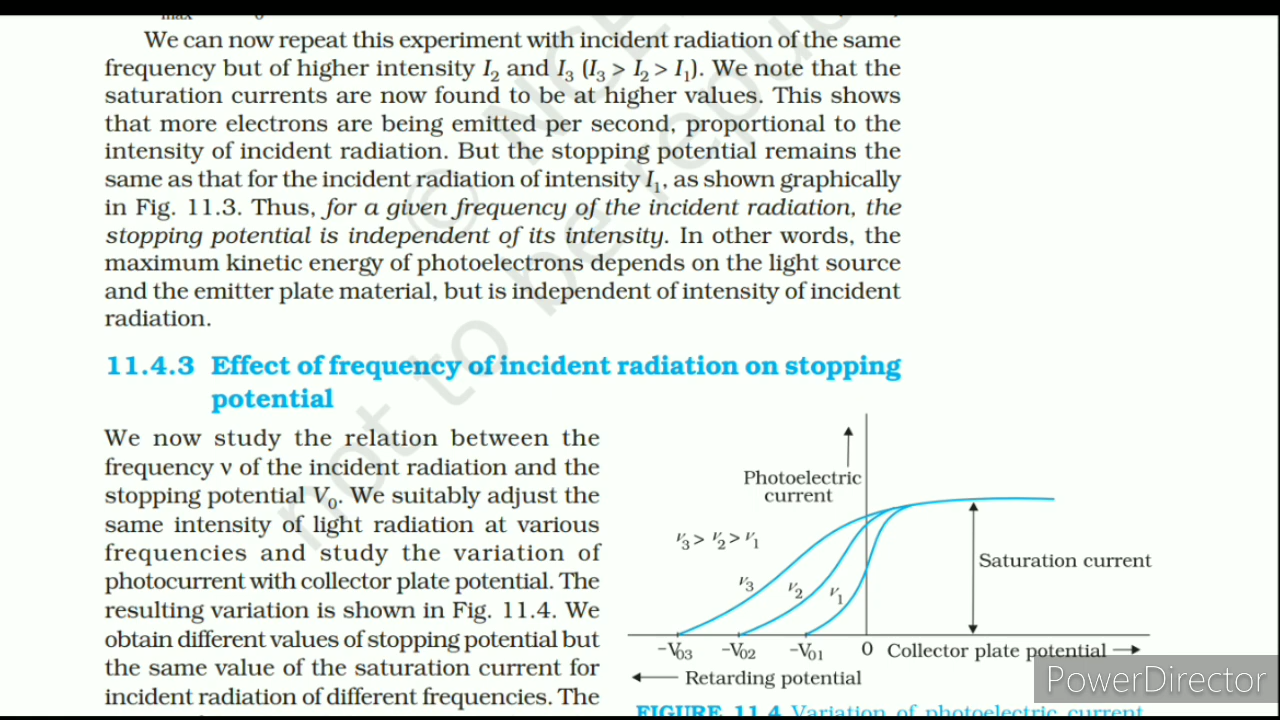 We can now repeat this experiment with incident radiation of the same
frequency but of higher intensity I₂ and I₃ (I₃ > I₂ > I₁). We note that the
saturation currents are now found to be at higher values. This shows
that more electrons are being emitted per second, proportional to the
intensity of incident radiation. But the stopping potential remains the
same as that for the incident radiation of intensity I₁, as shown graphically
in Fig. 11.3. Thus, for a given frequency of the incident radiation, the
stopping potential is independent of its intensity. In other words, the
maximum kinetic energy of photoelectrons depends on the light source
and the emitter plate material, but is independent of intensity of incident
radiation.
11.4.3 Effect of frequency of incident radiation on stopping
potential
We now study the relation between the
frequency ν of the incident radiation and the
stopping potential V₀. We suitably adjust the
same intensity of light radiation at various
frequencies and study the variation of
photocurrent with collector plate potential. The
resulting variation is shown in Fig. 11.4. We
obtain different values of stopping potential but
the same value of the saturation current for
incident radiation of different frequencies. The
Photoelectric
current
ν₃ > ν₂ > ν₁
ν₃ ν₂ ν₁
Saturation current
–V₀₃ –V₀₂ –V₀₁ 0 Collector plate potential
Retarding potential
FIGURE 11.4 Variation of photoelectric current
not to be republ
PowerDirector